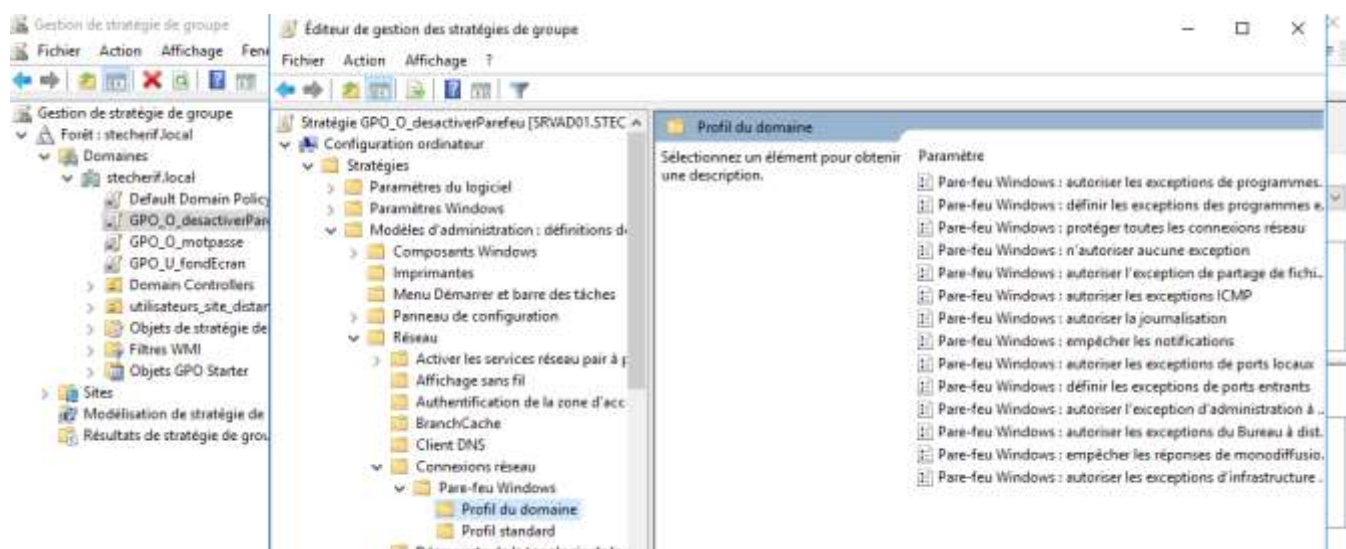 Gestion de stratégie de groupe
Fichier Action Affichage Fenê
Gestion de stratégie de groupe
Forêt : stecherif.local
Domaines
stecherif.local
Default Domain Policy
GPO_O_desactiverPare
GPO_O_motpasse
GPO_U_fondEcran
Domain Controllers
utilisateurs_site_distan
Objets de stratégie de
Filtres WMI
Objets GPO Starter
Sites
Modélisation de stratégie de
Résultats de stratégie de grou
Éditeur de gestion des stratégies de groupe
Fichier Action Affichage ?
Stratégie GPO_O_desactiverParefeu [SRVAD01.STEC
Configuration ordinateur
Stratégies
Paramètres du logiciel
Paramètres Windows
Modèles d'administration : définitions de
Composants Windows
Imprimantes
Menu Démarrer et barre des tâches
Panneau de configuration
Réseau
Activer les services réseau pair à p
Affichage sans fil
Authentification de la zone d'acc
BranchCache
Client DNS
Connexions réseau
Pare-feu Windows
Profil du domaine
Profil standard
Profil du domaine
Sélectionnez un élément pour obtenir
une description.
Paramètre
Pare-feu Windows : autoriser les exceptions de programmes.
Pare-feu Windows : définir les exceptions des programmes e.
Pare-feu Windows : protéger toutes les connexions réseau
Pare-feu Windows : n'autoriser aucune exception
Pare-feu Windows : autoriser l'exception de partage de fichi..
Pare-feu Windows : autoriser les exceptions ICMP
Pare-feu Windows : autoriser la journalisation
Pare-feu Windows : empêcher les notifications
Pare-feu Windows : autoriser les exceptions de ports locaux
Pare-feu Windows : définir les exceptions de ports entrants
Pare-feu Windows : autoriser l'exception d'administration à ..
Pare-feu Windows : autoriser les exceptions du Bureau à dist.
Pare-feu Windows : empêcher les réponses de monodiffusio.
Pare-feu Windows : autoriser les exceptions d'infrastructure .